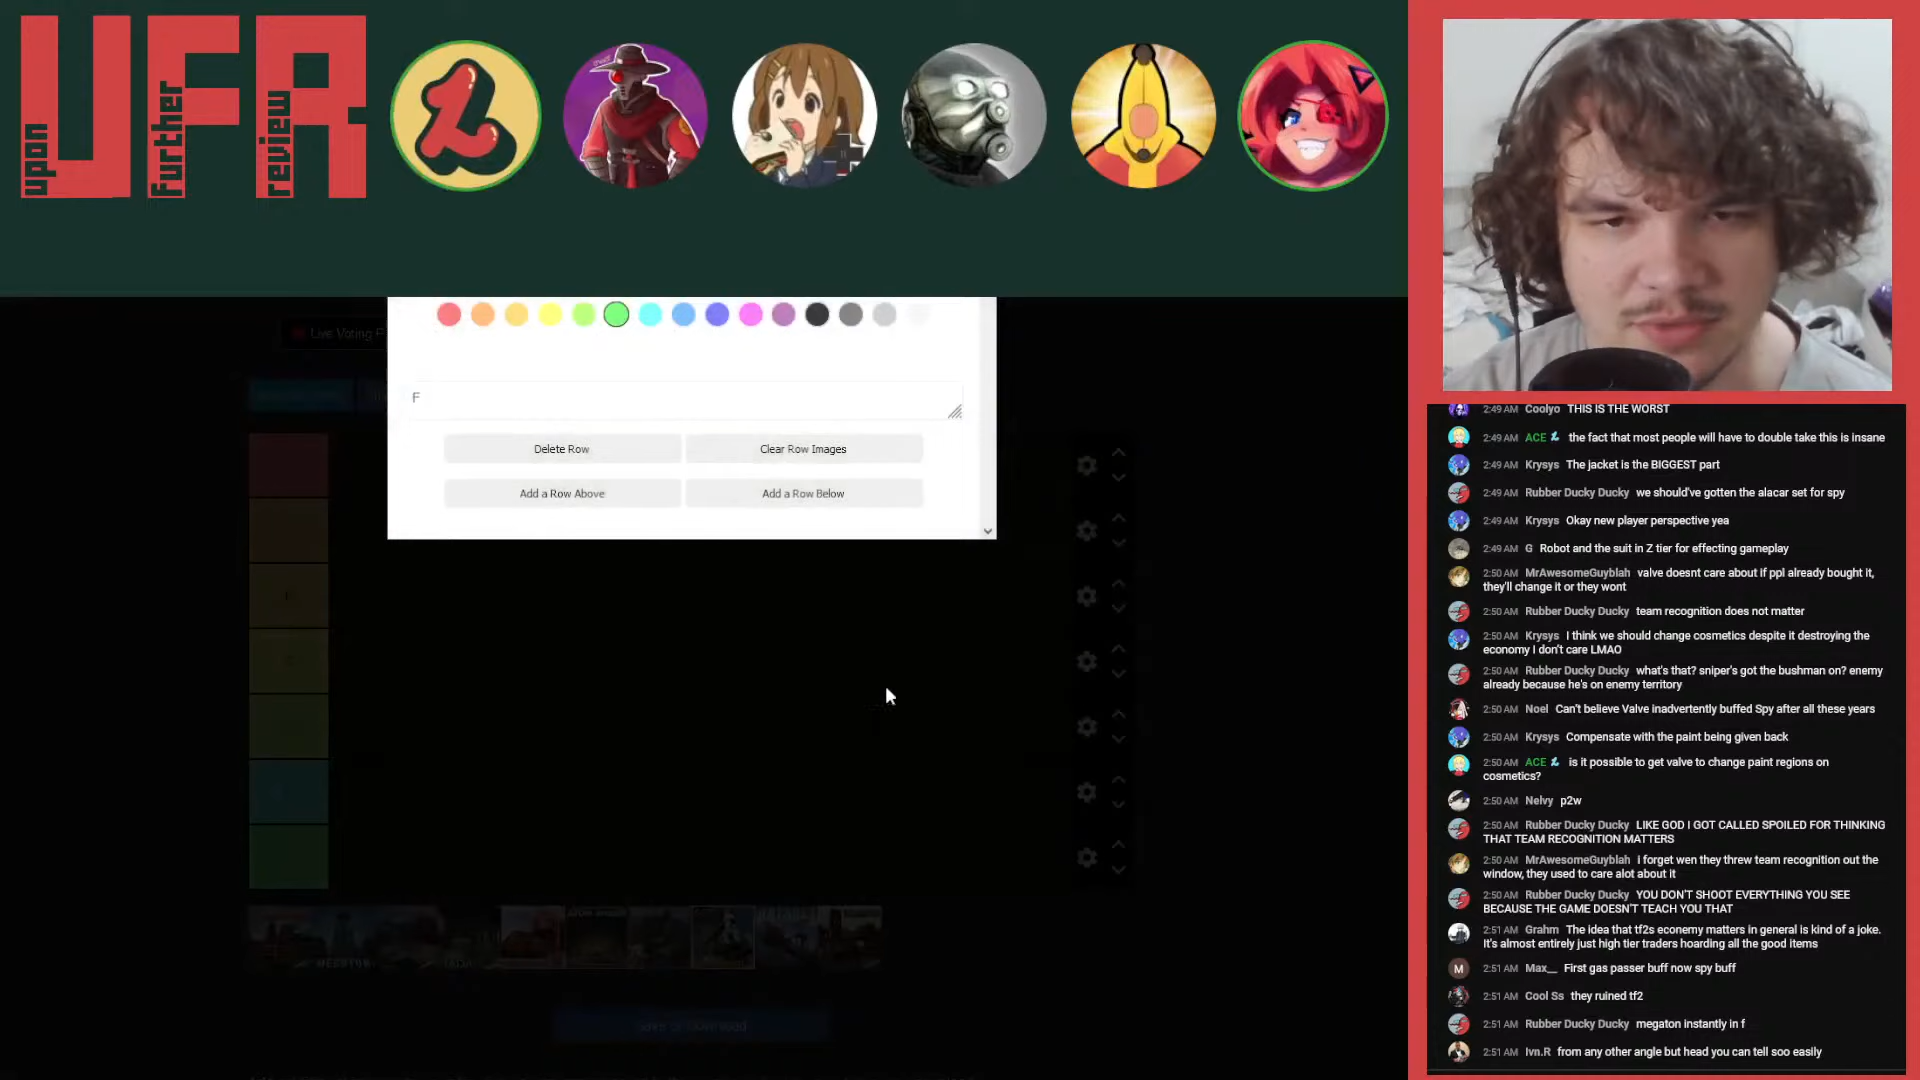 upon
further
review
UFR
Live Voting
F
Delete Row
Clear Row Images
Add a Row Above
Add a Row Below
2:49 AM Coolyo THIS IS THE WORST
2:49 AM ACE the fact that most people will have to double take this is insane
2:49 AM Krysys The jacket is the BIGGEST part
2:49 AM Rubber Ducky Ducky we should've gotten the alacar set for spy
2:49 AM Krysys Okay new player perspective yea
2:49 AM G Robot and the suit in Z tier for effecting gameplay
2:50 AM MrAwesomeGuyblah valve doesnt care about if ppl already bought it,
they'll change it or they wont
2:50 AM Rubber Ducky Ducky team recognition does not matter
2:50 AM Krysys I think we should change cosmetics despite it destroying the
economy I don't care LMAO
2:50 AM Rubber Ducky Ducky what's that? sniper's got the bushman on? enemy
already because he's on enemy territory
2:50 AM Noel Can't believe Valve inadvertently buffed Spy after all these years
2:50 AM Krysys Compensate with the paint being given back
2:50 AM ACE is it possible to get valve to change paint regions on
cosmetics?
2:50 AM Nelvy p2w
2:50 AM Rubber Ducky Ducky LIKE GOD I GOT CALLED SPOILED FOR THINKING
THAT TEAM RECOGNITION MATTERS
2:50 AM MrAwesomeGuyblah i forget wen they threw team recognition out the
window, they used to care alot about it
2:50 AM Rubber Ducky Ducky YOU DON'T SHOOT EVERYTHING YOU SEE
BECAUSE THE GAME DOESN'T TEACH YOU THAT
2:51 AM Grahm The idea that tf2s economy matters in general is kind of a joke.
It's almost entirely just high tier traders hoarding all the good items
M 2:51 AM Max__ First gas passer buff now spy buff
2:51 AM Cool Ss they ruined tf2
2:51 AM Rubber Ducky Ducky megaton instantly in f
2:51 AM Ivn.R from any other angle but head you can tell soo easily